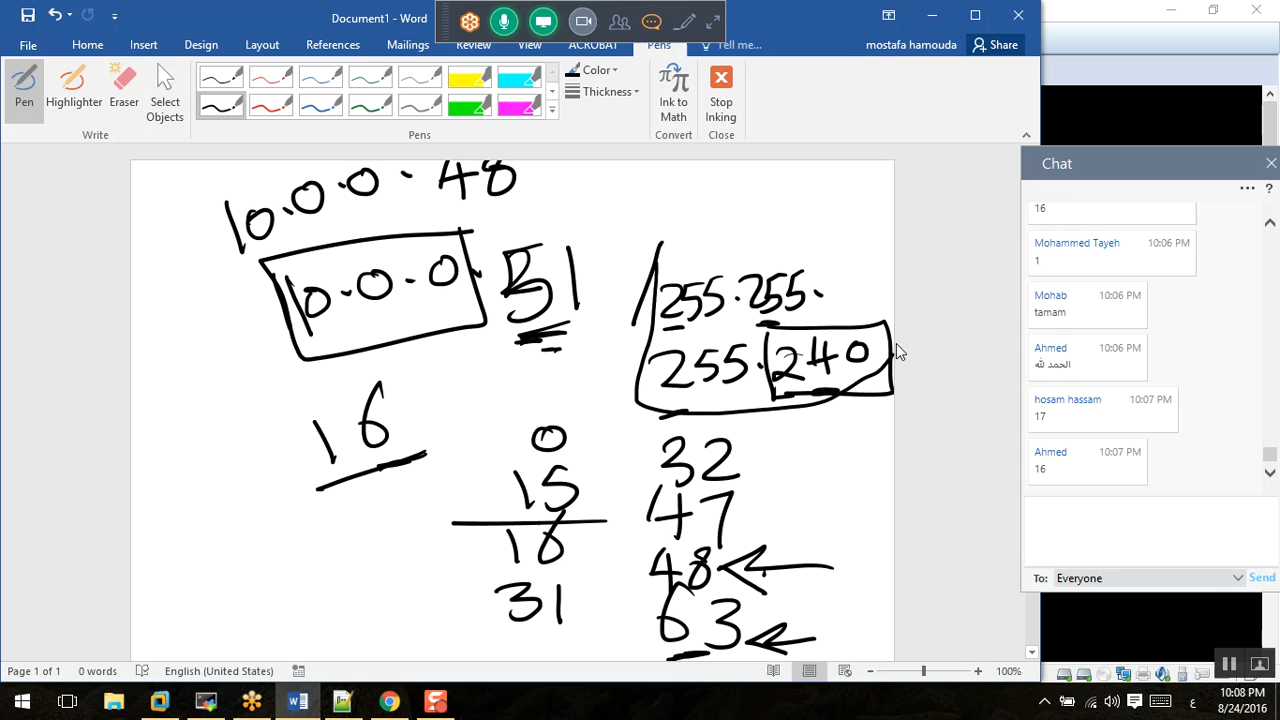 Document1 - Word
File
Home
Insert
Design
Layout
References
Mailings
Review
ACROBAT
Pens
Tell me...
mostafa hamouda
Share
Pen
Highlighter
Eraser
Select Objects
Write
Pens
Color
Thickness
Ink to Math
Convert
Stop Inking
Close
10.0.0.48
10.0.0.51
255.255.
255.240
16
0
15
16
31
32
47
48
63
Chat
16
Mohammed Tayeh 10:06 PM
1
Mohab 10:06 PM
tamam
Ahmed 10:06 PM
الحمد لله
hosam hassam 10:07 PM
17
Ahmed 10:07 PM
16
To: Everyone Send
Page 1 of 1 0 words English (United States) 100%
10:08 PM
8/24/2016